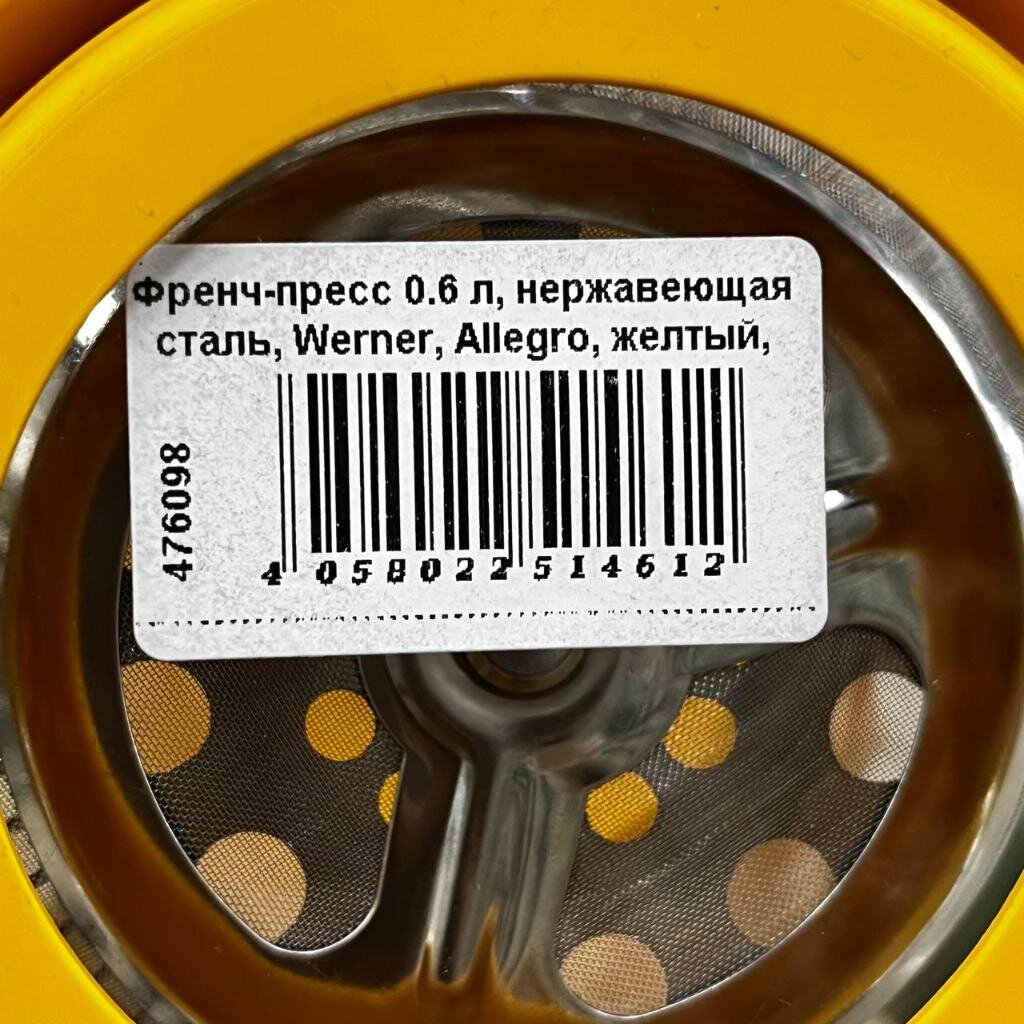 Френч-пресс 0.6 л, нержавеющая
сталь, Werner, Allegro, желтый,
476098
4 058022 514612